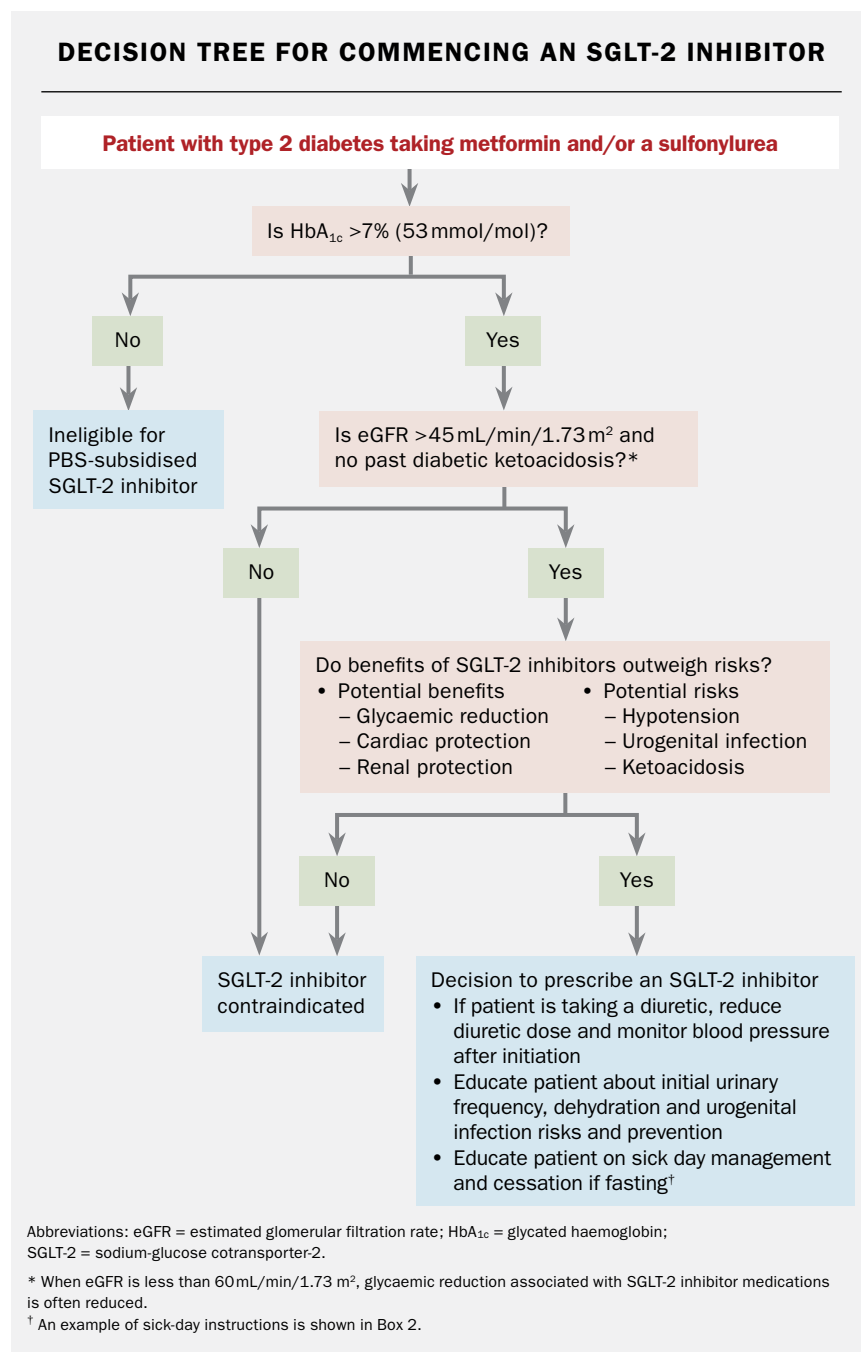 DECISION TREE FOR COMMENCING AN SGLT-2 INHIBITOR
Patient with type 2 diabetes taking metformin and/or a sulfonylurea
Is HbA1c >7% (53 mmol/mol)?
No
Yes
Ineligible for
PBS-subsidised
SGLT-2 inhibitor
Is eGFR >45 mL/min/1.73 m² and
no past diabetic ketoacidosis?*
No
Yes
Do benefits of SGLT-2 inhibitors outweigh risks?
• Potential benefits
– Glycaemic reduction
– Cardiac protection
– Renal protection
• Potential risks
– Hypotension
– Urogenital infection
– Ketoacidosis
No
Yes
SGLT-2 inhibitor
contraindicated
Decision to prescribe an SGLT-2 inhibitor
• If patient is taking a diuretic, reduce
diuretic dose and monitor blood pressure
after initiation
• Educate patient about initial urinary
frequency, dehydration and urogenital
infection risks and prevention
• Educate patient on sick day management
and cessation if fasting†
Abbreviations: eGFR = estimated glomerular filtration rate; HbA1c = glycated haemoglobin;
SGLT-2 = sodium-glucose cotransporter-2.
* When eGFR is less than 60 mL/min/1.73 m², glycaemic reduction associated with SGLT-2 inhibitor medications
is often reduced.
† An example of sick-day instructions is shown in Box 2.